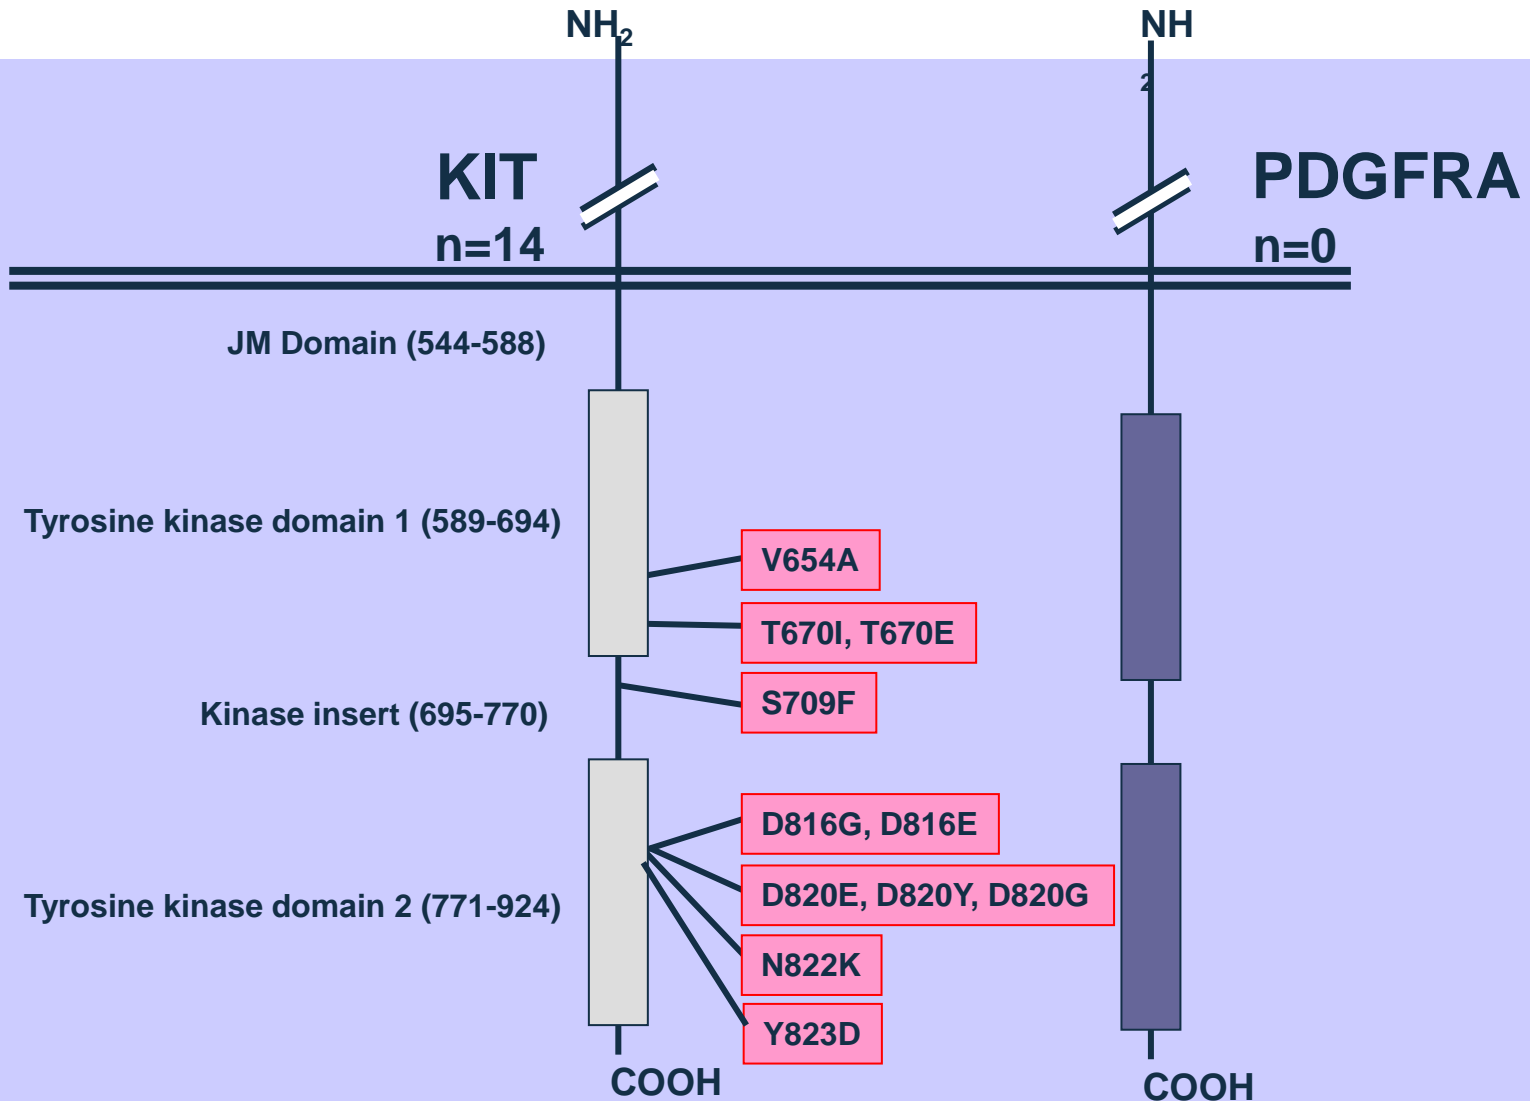 NH2
NH
2
KIT
n=14
PDGFRA
n=0
JM Domain (544-588)
Tyrosine kinase domain 1 (589-694)
V654A
T670I, T670E
S709F
Kinase insert (695-770)
D816G, D816E
D820E, D820Y, D820G
Tyrosine kinase domain 2 (771-924)
N822K
Y823D
COOH
COOH